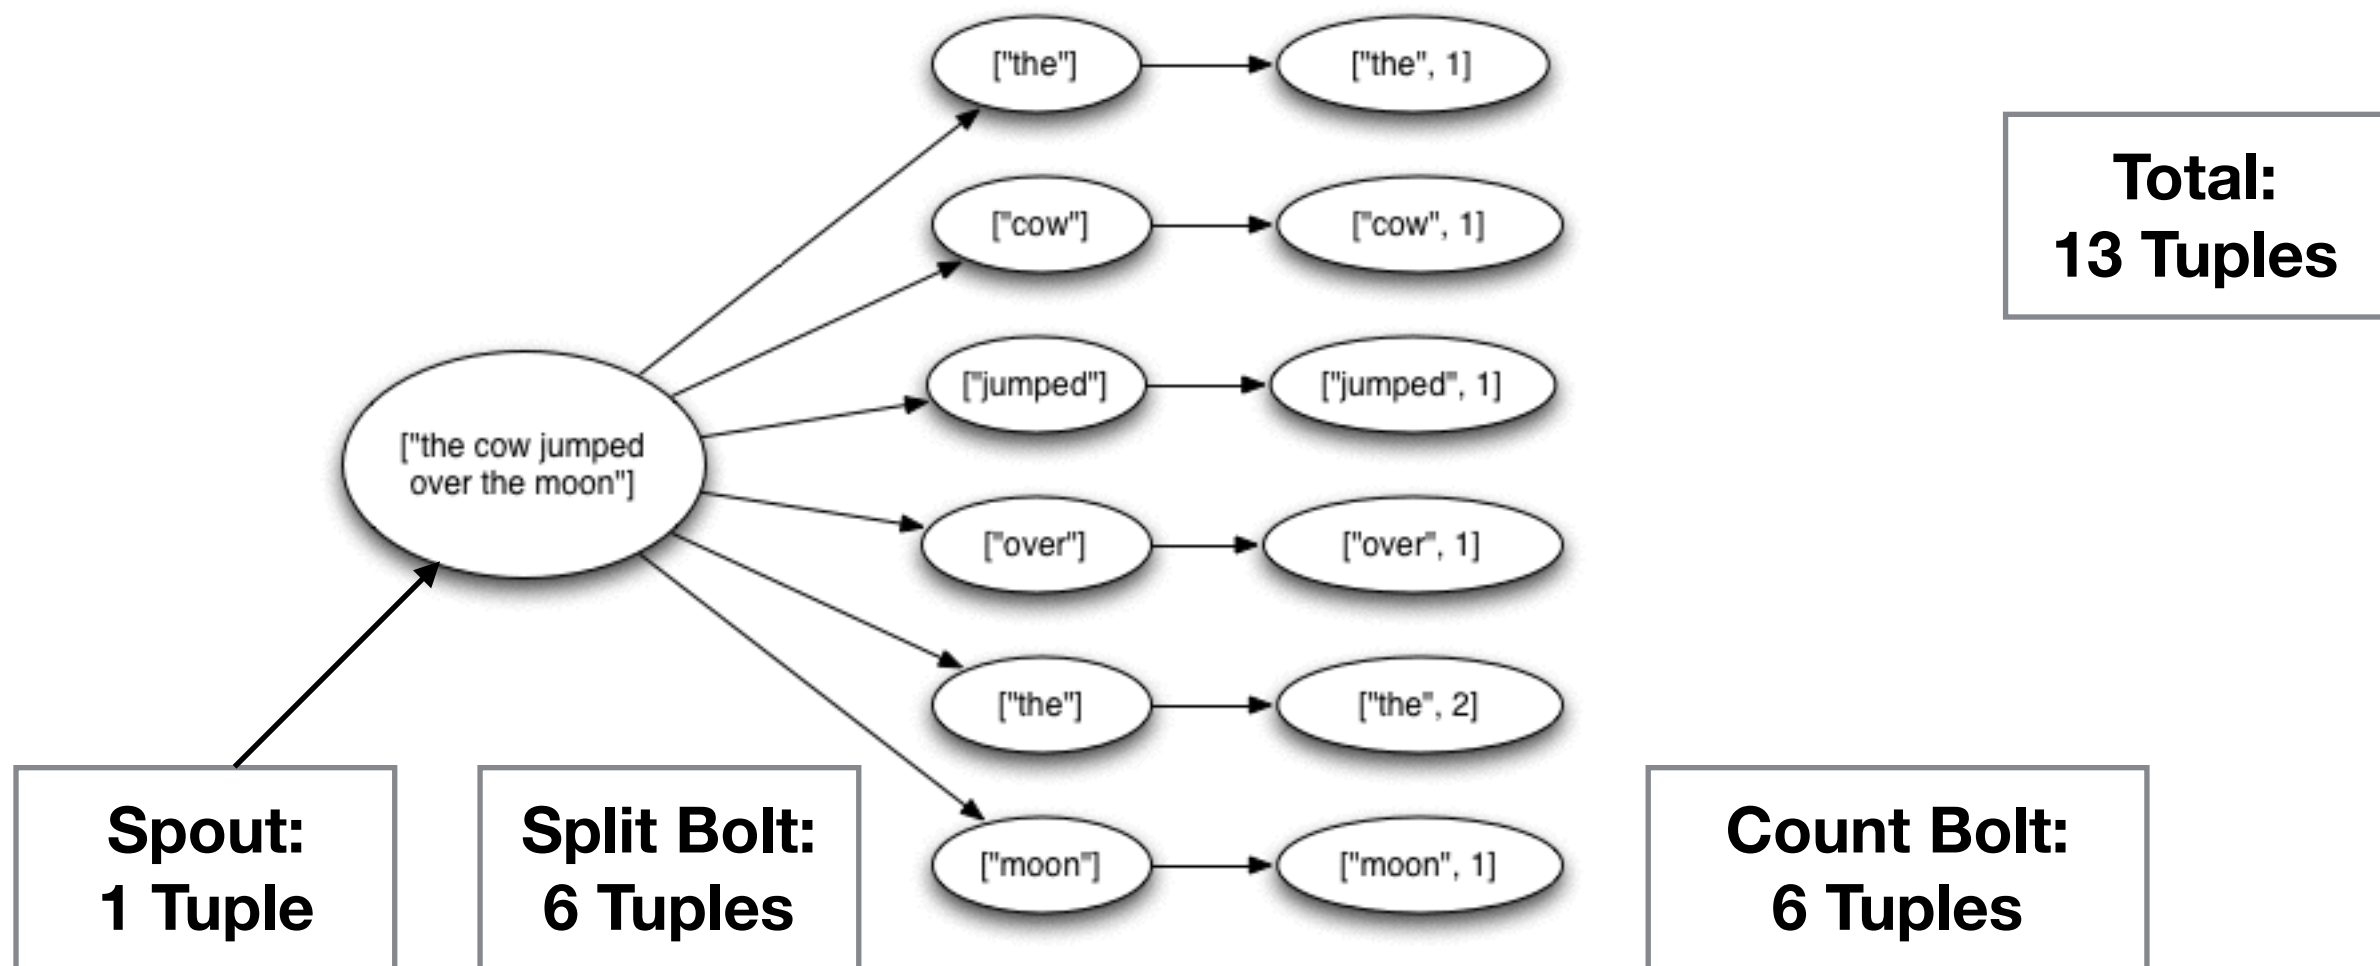 ["the"]
["the", 1]
["cow"]
["cow", 1]
Total:
13 Tuples
["jumped"]
["jumped", 1]
["the cow jumped
over the moon"]
["over"]
["over", 1]
["the"]
["the", 2]
["moon"]
["moon", 1]
Spout:
1 Tuple
Split Bolt:
6 Tuples
Count Bolt:
6 Tuples